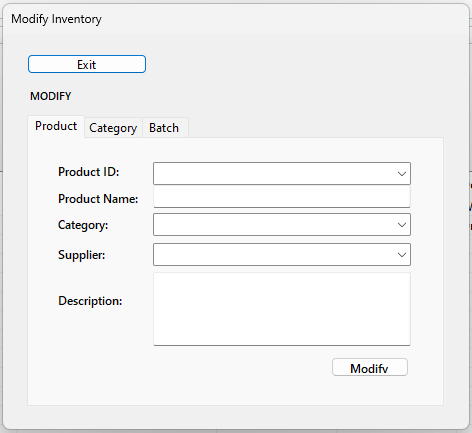 Modify Inventory
Exit
MODIFY
Product Category Batch
Product ID:
Product Name:
Category:
Supplier:
Description:
Modify